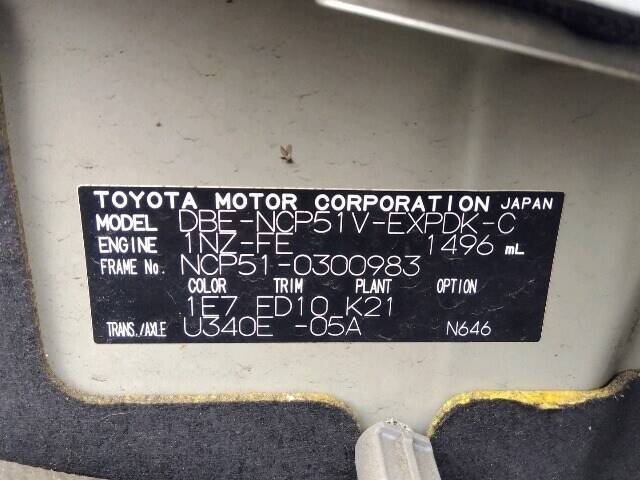 TOYOTA MOTOR CORPORATION JAPAN
MODEL DBE-NCP51V-EXPDK-C
ENGINE 1NZ-FE 1496 mL
FRAME No. NCP51-0300983
COLOR TRIM PLANT OPTION
1E7 FD10 K21
TRANS./AXLE U340E -05A N646